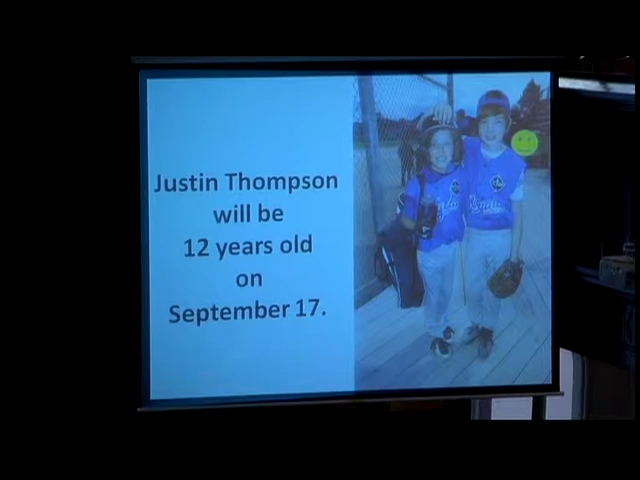 Justin Thompson
will be
12 years old
on
September 17.